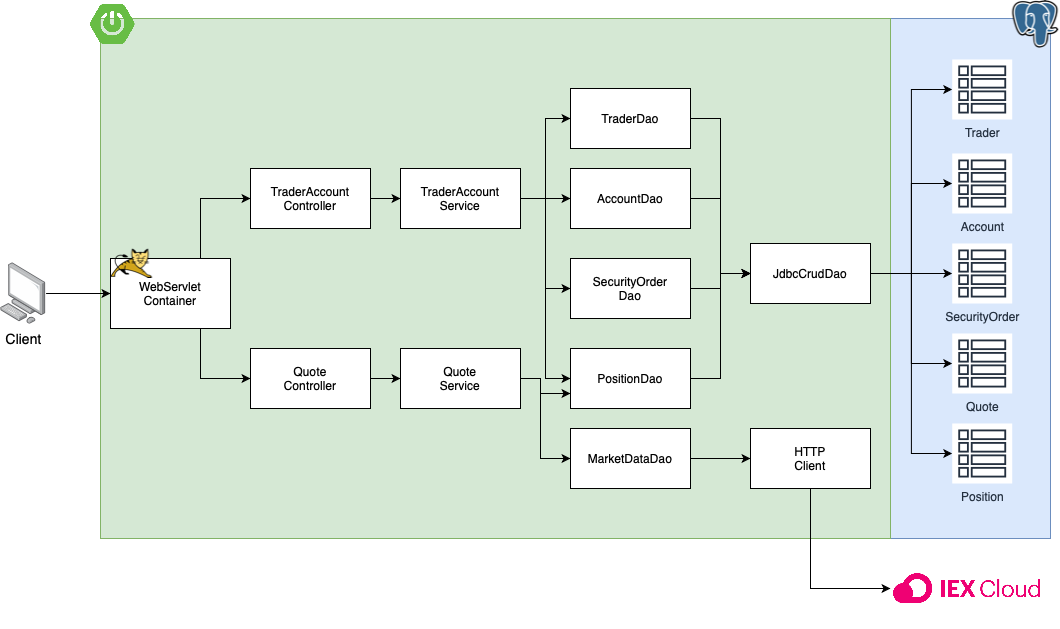 TraderDao
Trader
TraderAccount
Controller
TraderAccount
Service
AccountDao
Account
WebServlet
Container
SecurityOrder
Dao
JdbcCrudDao
SecurityOrder
Client
Quote
Controller
Quote
Service
PositionDao
Quote
MarketDataDao
HTTP
Client
Position
IEX Cloud